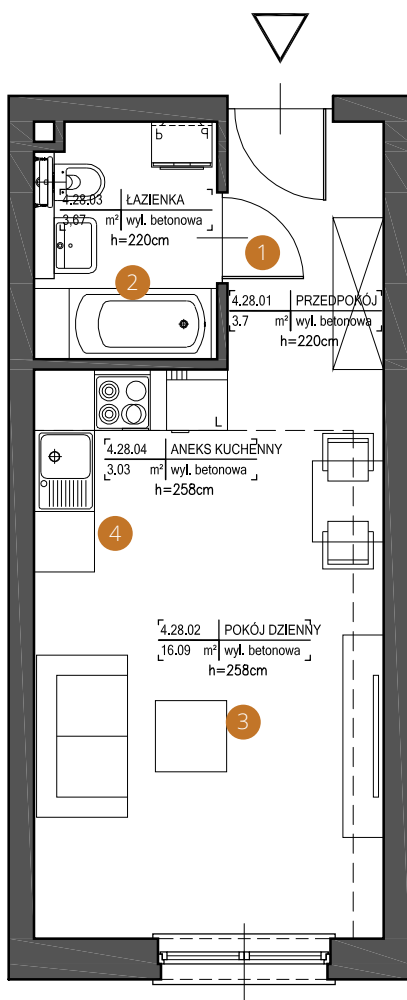 b d
4.28.03 ŁAZIENKA
3,67 m² wyl. betonowa
h=220cm
1
2
4.28.01 PRZEDPOKÓJ
3.7 m² wyl. betonowa
h=220cm
L
4.28.04 ANEKS KUCHENNY
3.03 m² wyl. betonowa
h=258cm
4
4.28.02 POKÓJ DZIENNY
16.09 m² wyl. betonowa
h=258cm
3